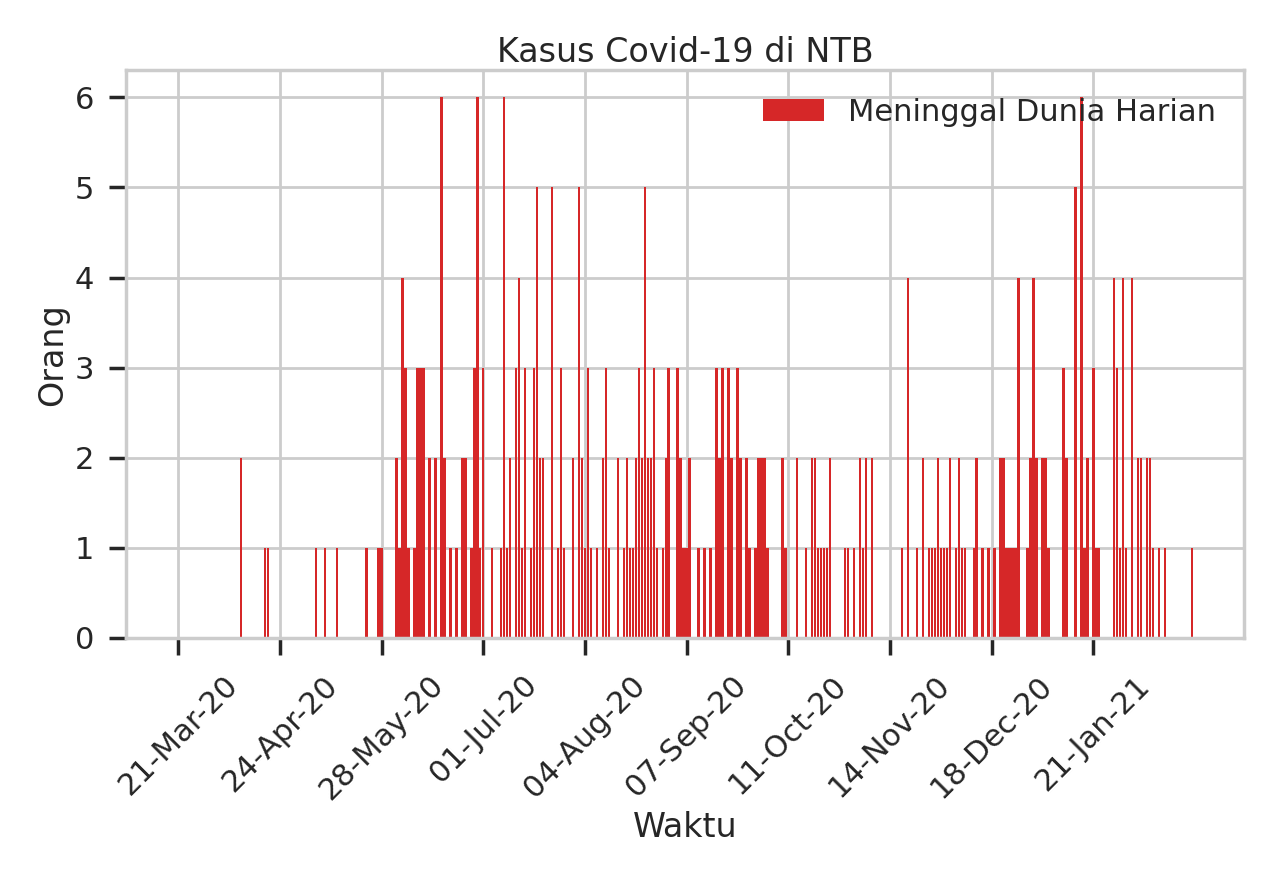 Kasus Covid-19 di NTB
Meninggal Dunia Harian
Orang
6
5
4
3
2
1
0
21-Mar-20
24-Apr-20
28-May-20
01-Jul-20
04-Aug-20
07-Sep-20
11-Oct-20
14-Nov-20
18-Dec-20
21-Jan-21
Waktu